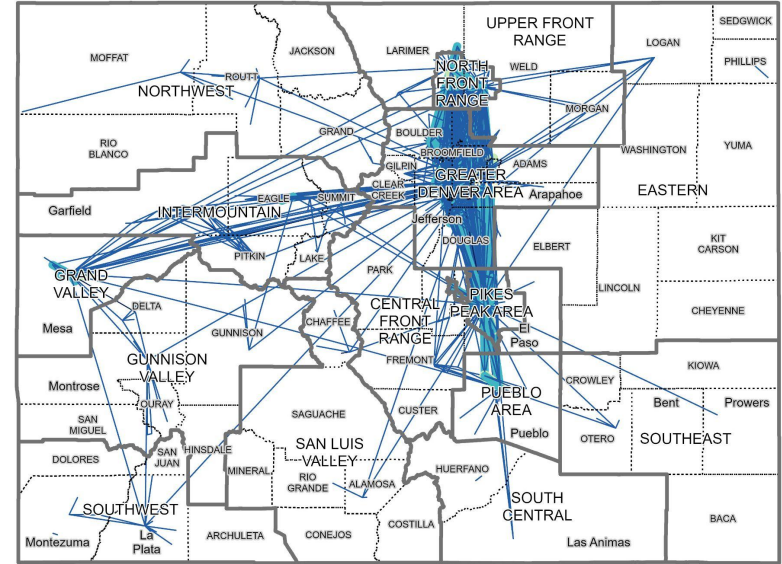 SEDGWICK
UPPER FRONT
RANGE
LOGAN
JACKSON
LARIMER
MOFFAT
PHILLIPS
NORTH
FRONT
RANGE
WELD
ROUTT
NORTHWEST
MORGAN
GRAND
BOULDER
RIO
BLANCO
BROOMFIELD
WASHINGTON
YUMA
GILPIN
ADAMS
GREATER
DENVER AREA
CLEAR
CREEK
EAGLE
SUMMIT
Arapahoe
EASTERN
Garfield
INTERMOUNTAIN
Jefferson
DOUGLAS
ELBERT
KIT
CARSON
PITKIN
LAKE
PARK
GRAND
VALLEY
LINCOLN
PIKES
PEAK AREA
DELTA
CENTRAL
FRONT
RANGE
CHEYENNE
Mesa
GUNNISON
CHAFFEE
El
Paso
GUNNISON
VALLEY
FREMONT
KIOWA
Montrose
CROWLEY
PUEBLO
AREA
OURAY
Bent
Prowers
SAGUACHE
CUSTER
SAN
MIGUEL
Pueblo
OTERO
SOUTHEAST
SAN LUIS
VALLEY
DOLORES
SAN
JUAN
HINSDALE
MINERAL
RIO
GRANDE
ALAMOSA
HUERFANO
SOUTHWEST
SOUTH
CENTRAL
COSTILLA
BACA
Montezuma
La
Plata
ARCHULETA
CONEJOS
Las Animas